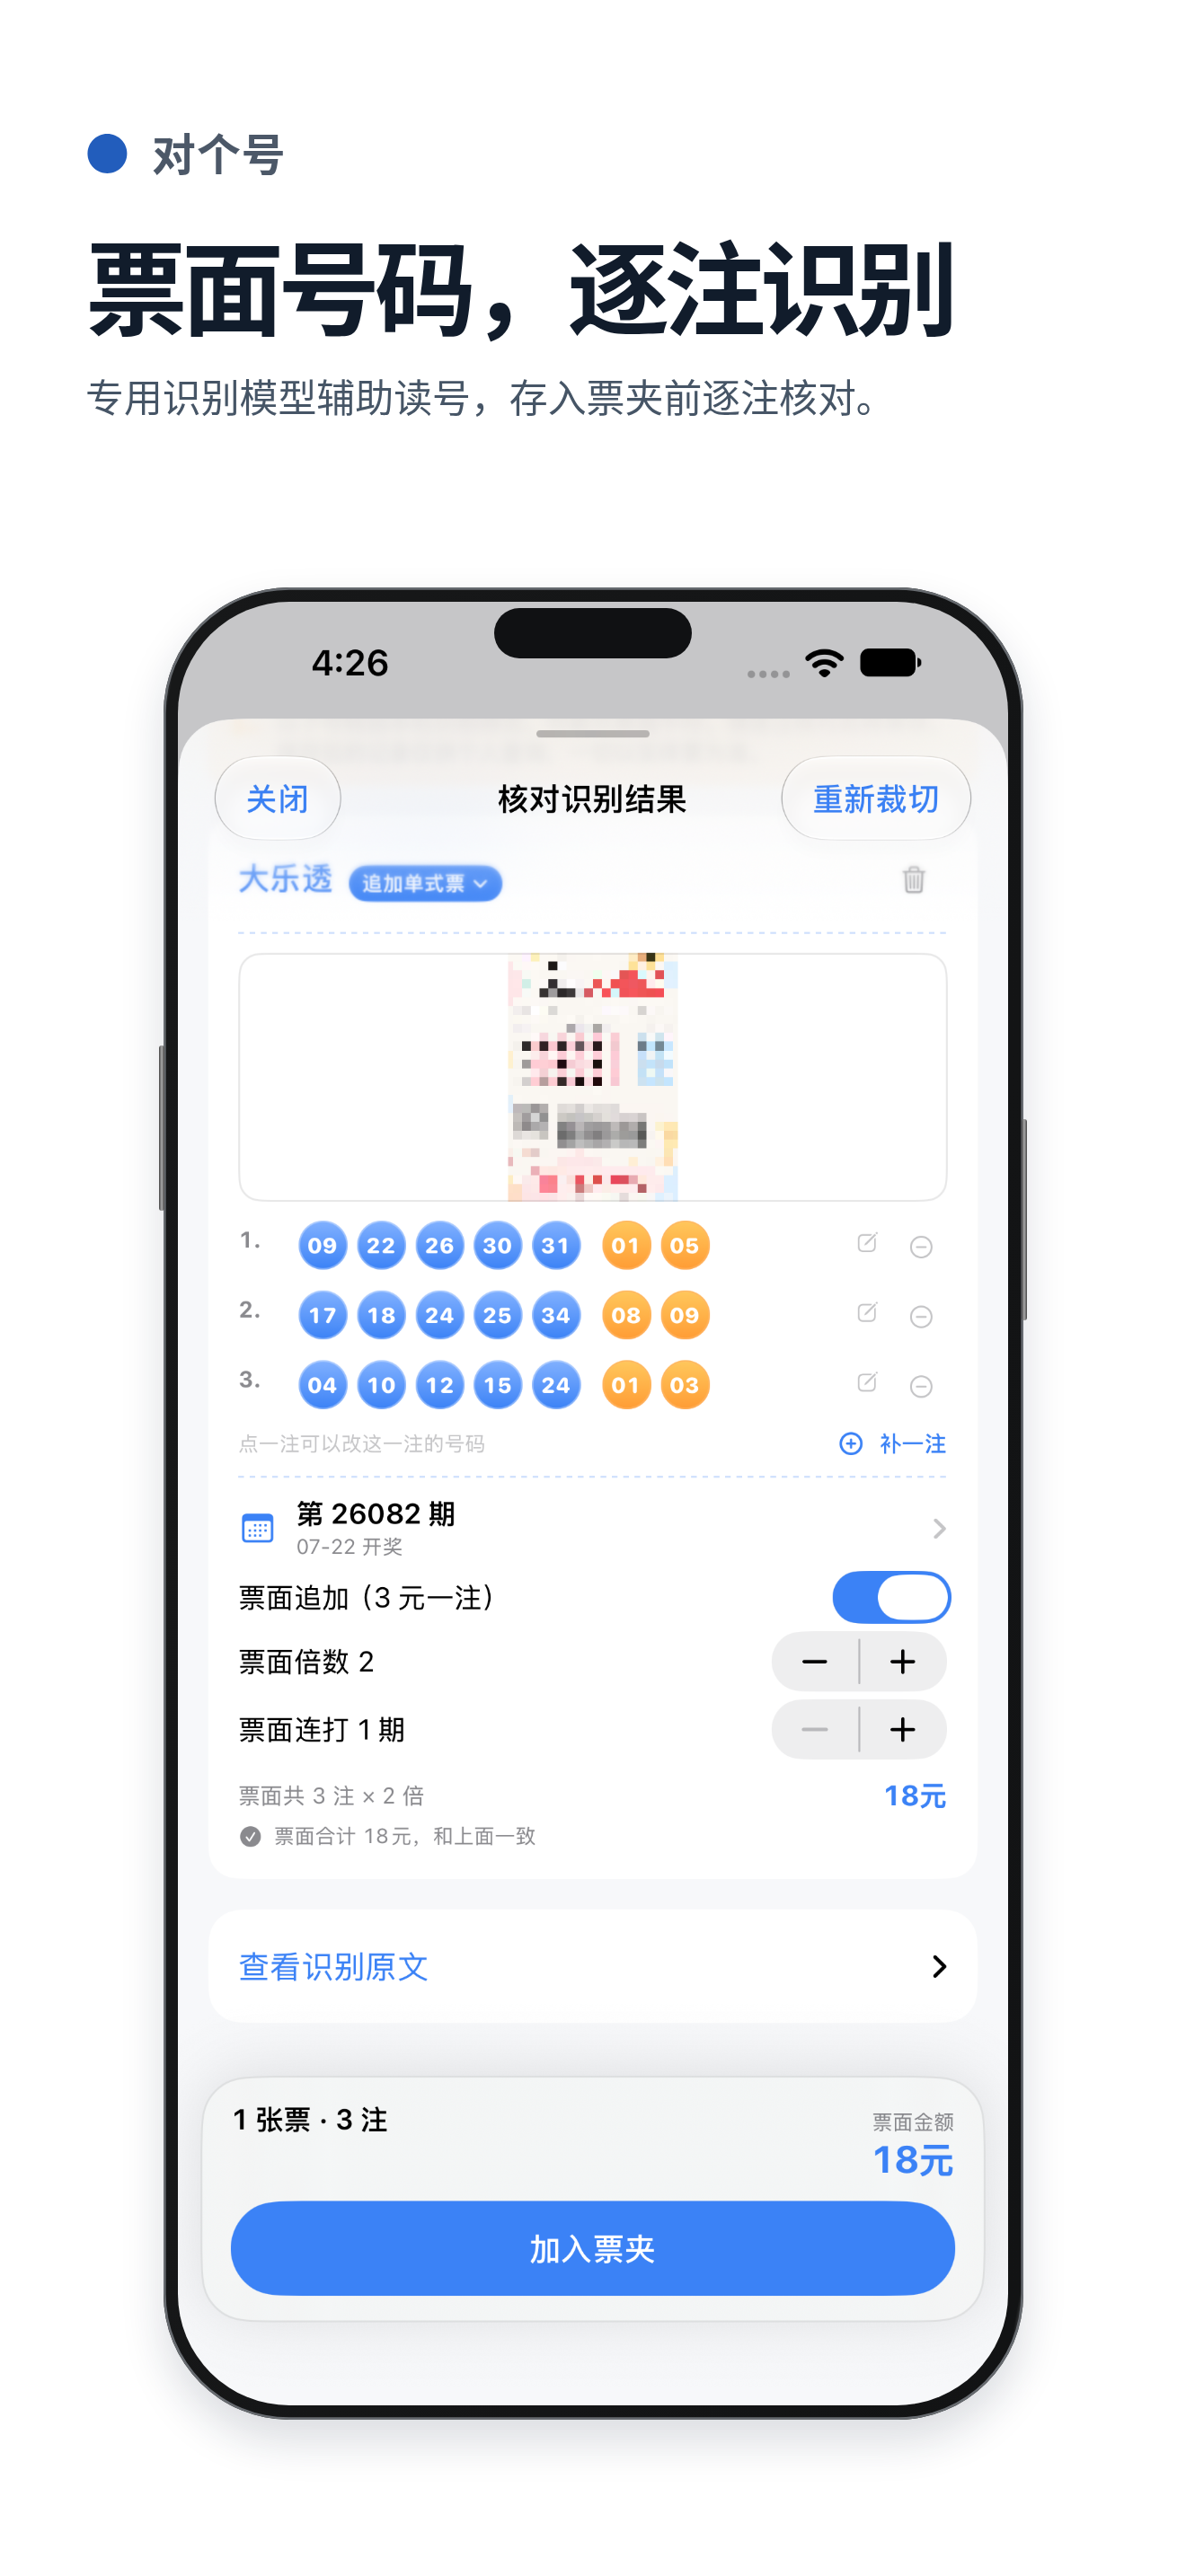 对个号
票面号码，逐注识别
专用识别模型辅助读号，存入票夹前逐注核对。
4:26
关闭 核对识别结果 重新裁切
大乐透 追加单式票
1. 09 22 26 30 31 01 05
2. 17 18 24 25 34 08 09
3. 04 10 12 15 24 01 03
点一注可以改这一注的号码 补一注
第 26082 期
07-22 开奖
票面追加（3 元一注）
票面倍数 2
票面连打 1 期
票面共 3 注 × 2 倍 18元
票面合计 18元，和上面一致
查看识别原文
1 张票 · 3 注 票面金额
18元
加入票夹